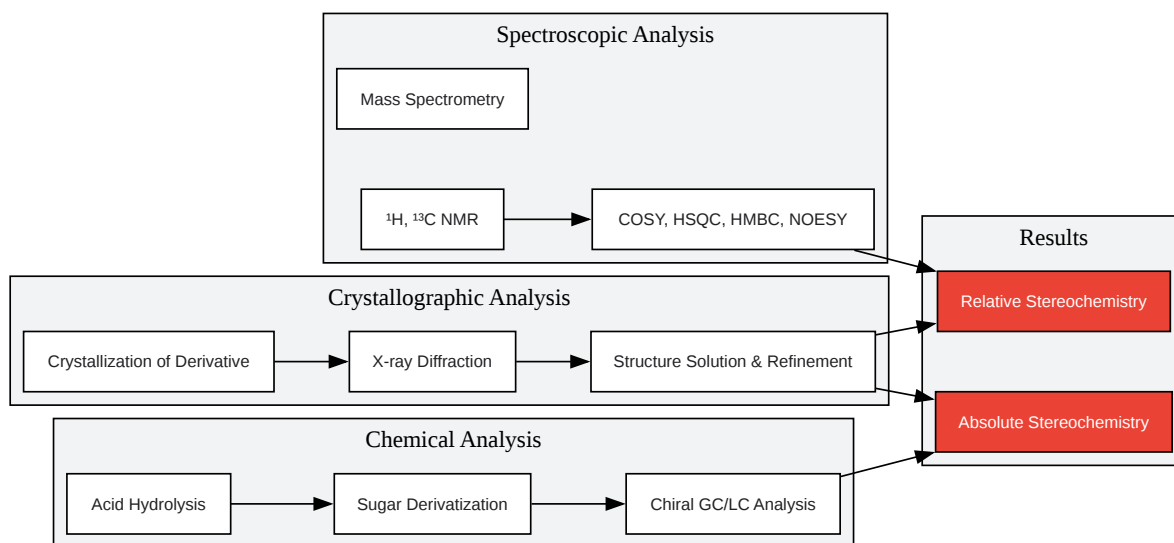 Spectroscopic Analysis
Mass Spectrometry
¹H, ¹³C NMR
COSY, HSQC, HMBC, NOESY
Crystallographic Analysis
Crystallization of Derivative
X-ray Diffraction
Structure Solution & Refinement
Chemical Analysis
Acid Hydrolysis
Sugar Derivatization
Chiral GC/LC Analysis
Results
Relative Stereochemistry
Absolute Stereochemistry